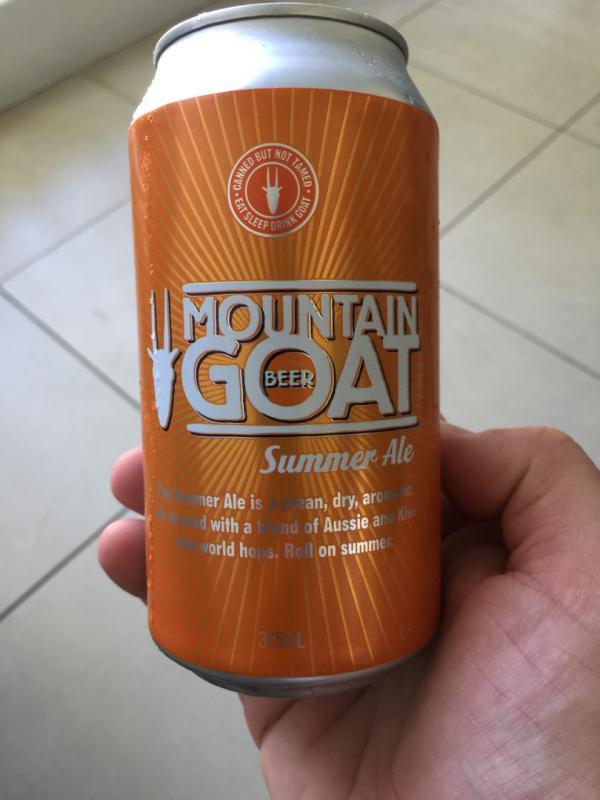 CANNED BUT NOT TAMED
EAT SLEEP DRINK GOAT
MOUNTAIN
GOAT
BEER
Summer Ale
Summer Ale is a clean, dry, aromatic
brewed with a blend of Aussie and Kiwi
world hops. Roll on summer.
375mL